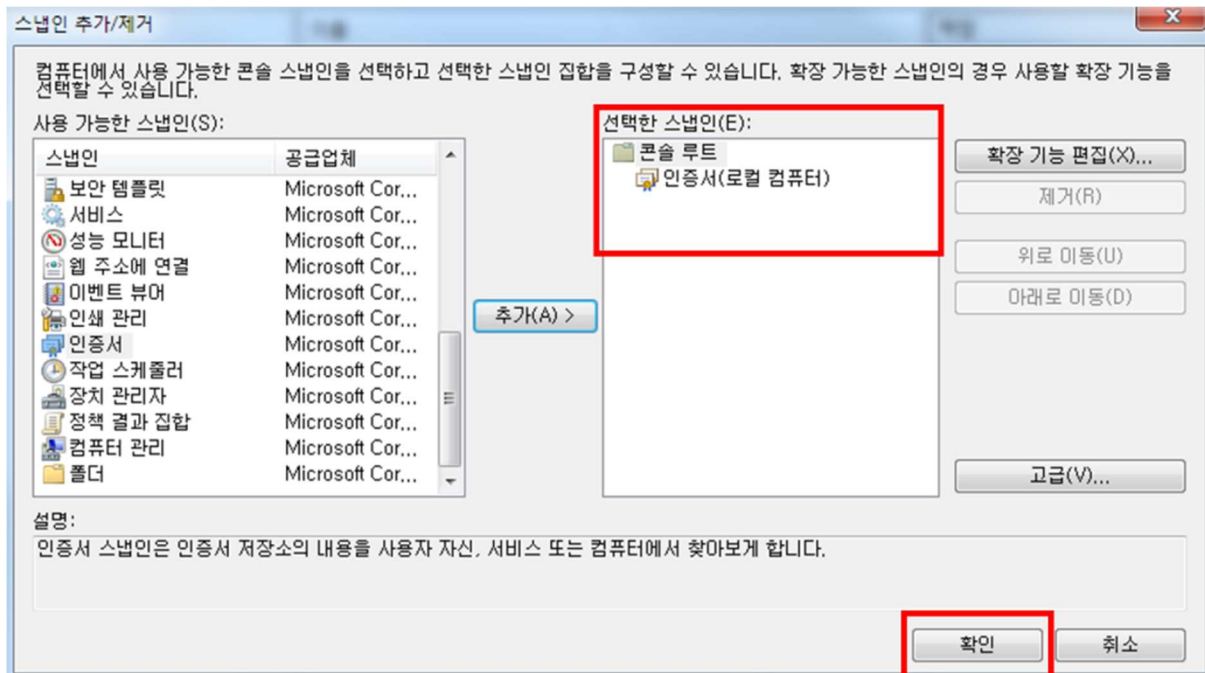 스냅인 추가/제거
컴퓨터에서 사용 가능한 콘솔 스냅인을 선택하고 선택한 스냅인 집합을 구성할 수 있습니다. 확장 가능한 스냅인의 경우 사용할 확장 기능을
선택할 수 있습니다.
사용 가능한 스냅인(S):
스냅인 공급업체
보안 템플릿 Microsoft Cor...
서비스 Microsoft Cor...
성능 모니터 Microsoft Cor...
웹 주소에 연결 Microsoft Cor...
이벤트 뷰어 Microsoft Cor...
인쇄 관리 Microsoft Cor...
인증서 Microsoft Cor...
작업 스케줄러 Microsoft Cor...
장치 관리자 Microsoft Cor...
정책 결과 집합 Microsoft Cor...
컴퓨터 관리 Microsoft Cor...
폴더 Microsoft Cor...
추가(A) >
선택한 스냅인(E):
콘솔 루트
인증서(로컬 컴퓨터)
확장 기능 편집(X)...
제거(R)
위로 이동(U)
아래로 이동(D)
고급(V)...
설명:
인증서 스냅인은 인증서 저장소의 내용을 사용자 자신, 서비스 또는 컴퓨터에서 찾아보게 합니다.
확인
취소